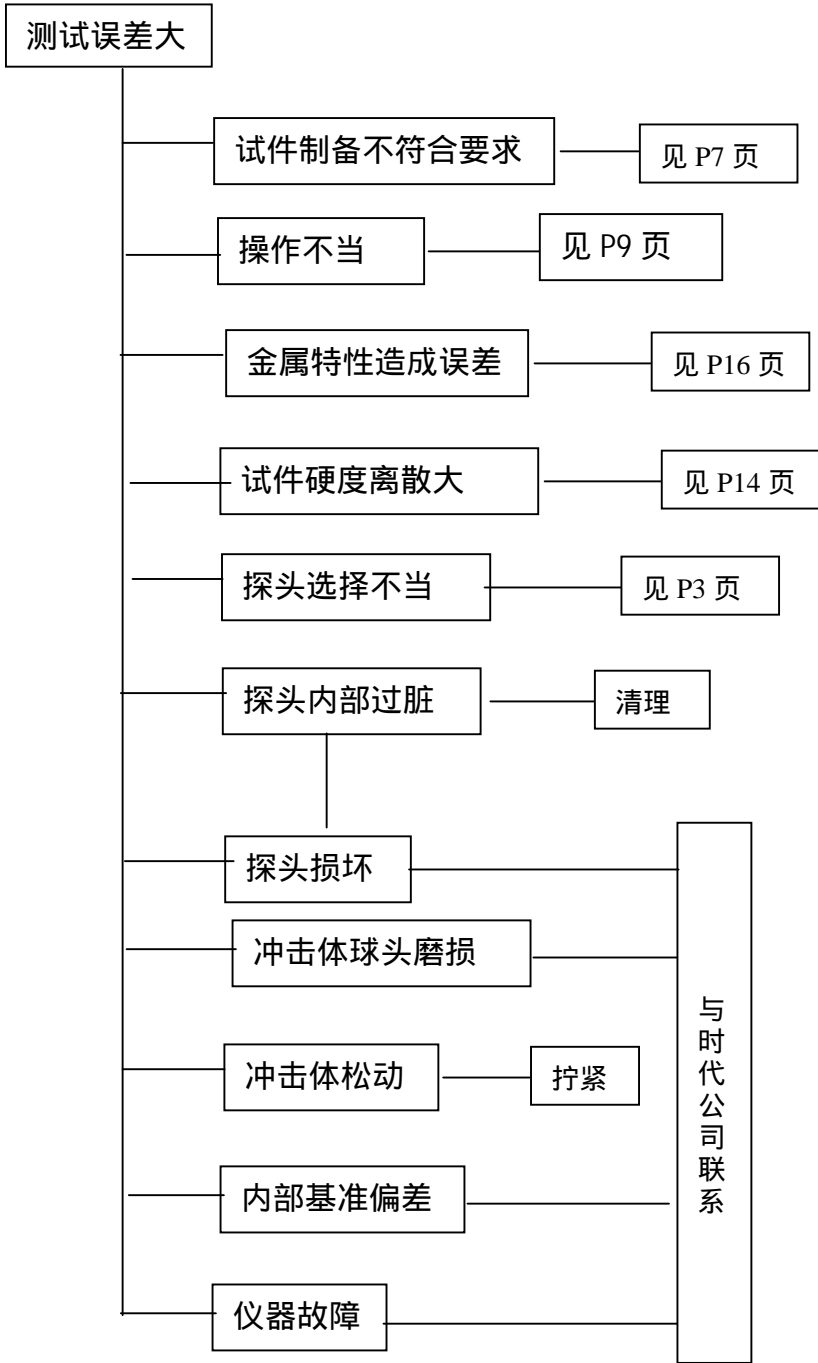 测试误差大
试件制备不符合要求
见 P7 页
操作不当
见 P9 页
金属特性造成误差
见 P16 页
试件硬度离散大
见 P14 页
探头选择不当
见 P3 页
探头内部过脏
清理
探头损坏
冲击体球头磨损
冲击体松动
拧紧
内部基准偏差
仪器故障
与时代公司联系